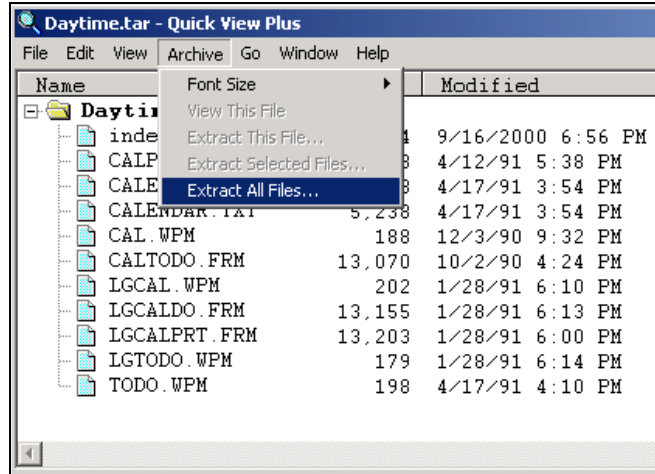 Daytime.tar - Quick View Plus
File Edit View Archive Go Window Help
Name Modified
Font Size
View This File
Extract This File...
Extract Selected Files...
Extract All Files...
Dayti
inde 4 9/16/2000 6:56 PM
CALP 8 4/12/91 5:38 PM
CALE 4/17/91 3:54 PM
CALENDAR.TXT 5,238 4/17/91 3:54 PM
CAL.WPM 188 12/3/90 9:32 PM
CALTODO.FRM 13,070 10/2/90 4:24 PM
LGCAL.WPM 202 1/28/91 6:10 PM
LGCALDO.FRM 13,155 1/28/91 6:13 PM
LGCALPRT.FRM 13,203 1/28/91 6:00 PM
LGTODO.WPM 179 1/28/91 6:14 PM
TODO.WPM 198 4/17/91 4:10 PM